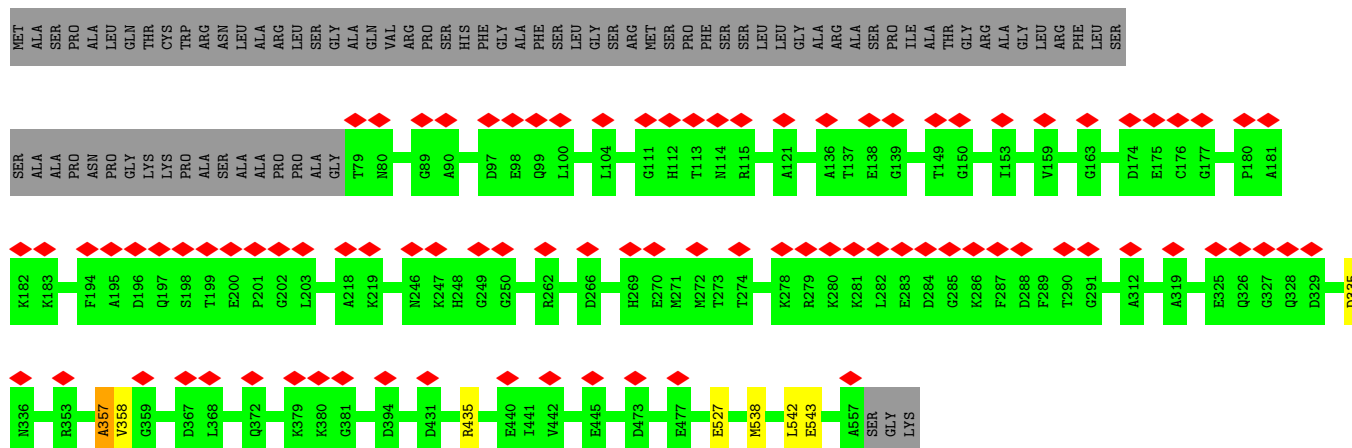 MET ALA SER PRO ALA LEU GLN THR CYS TRP ARG ASN LEU ALA ARG LEU SER GLY ALA GLN VAL ARG PRO SER HIS PHE GLY ALA PHE SER LEU GLY SER ARG MET SER PRO PHE SER SER LEU LEU GLY ALA ARG ALA SER PRO ILE ALA THR GLY ARG ALA GLY LEU ARG PHE LEU SER
SER ALA ALA PRO ASN PRO GLY LYS LYS PRO ALA SER ALA ALA PRO PRO ALA GLY T79 N80 G89 A90 D97 E98 Q99 L100 L104 G111 H112 T113 N114 R115 A121 A136 T137 E138 G139 T149 G150 I153 V159 G163 D174 E175 C176 G177 P180 A181
K182 K183 F194 A195 D196 Q197 S198 T199 E200 P201 G202 L203 A218 K219 N246 K247 H248 G249 G250 R262 D266 H269 E270 M271 M272 T273 T274 K278 R279 K280 K281 L282 E283 D284 G285 K286 F287 D288 F289 T290 G291 A312 A319 E325 Q326 G327 Q328 D329 D335
N336 R353 A357 V358 G359 D367 L368 Q372 K379 K380 G381 D394 D431 R435 E440 I441 V442 E445 D473 E477 E527 M538 L542 E543 A557 SER GLY LYS